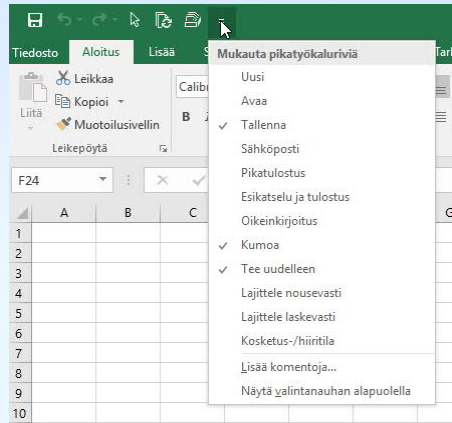 Tiedosto Aloitus Lisää
Leikkaa
Kopioi
Muotoilusivellin
Liitä
Leikepöytä
Calib
B
F24
A B C G
1
2
3
4
5
6
7
8
9
10
Mukauta pikatyökaluriviä
Uusi
Avaa
Tallenna
Sähköposti
Pikatulostus
Esikatselu ja tulostus
Oikeinkirjoitus
Kumoa
Tee uudelleen
Lajittele nousevasti
Lajittele laskevasti
Kosketus-/hiiritila
Lisää komentoja...
Näytä valintanauhan alapuolella